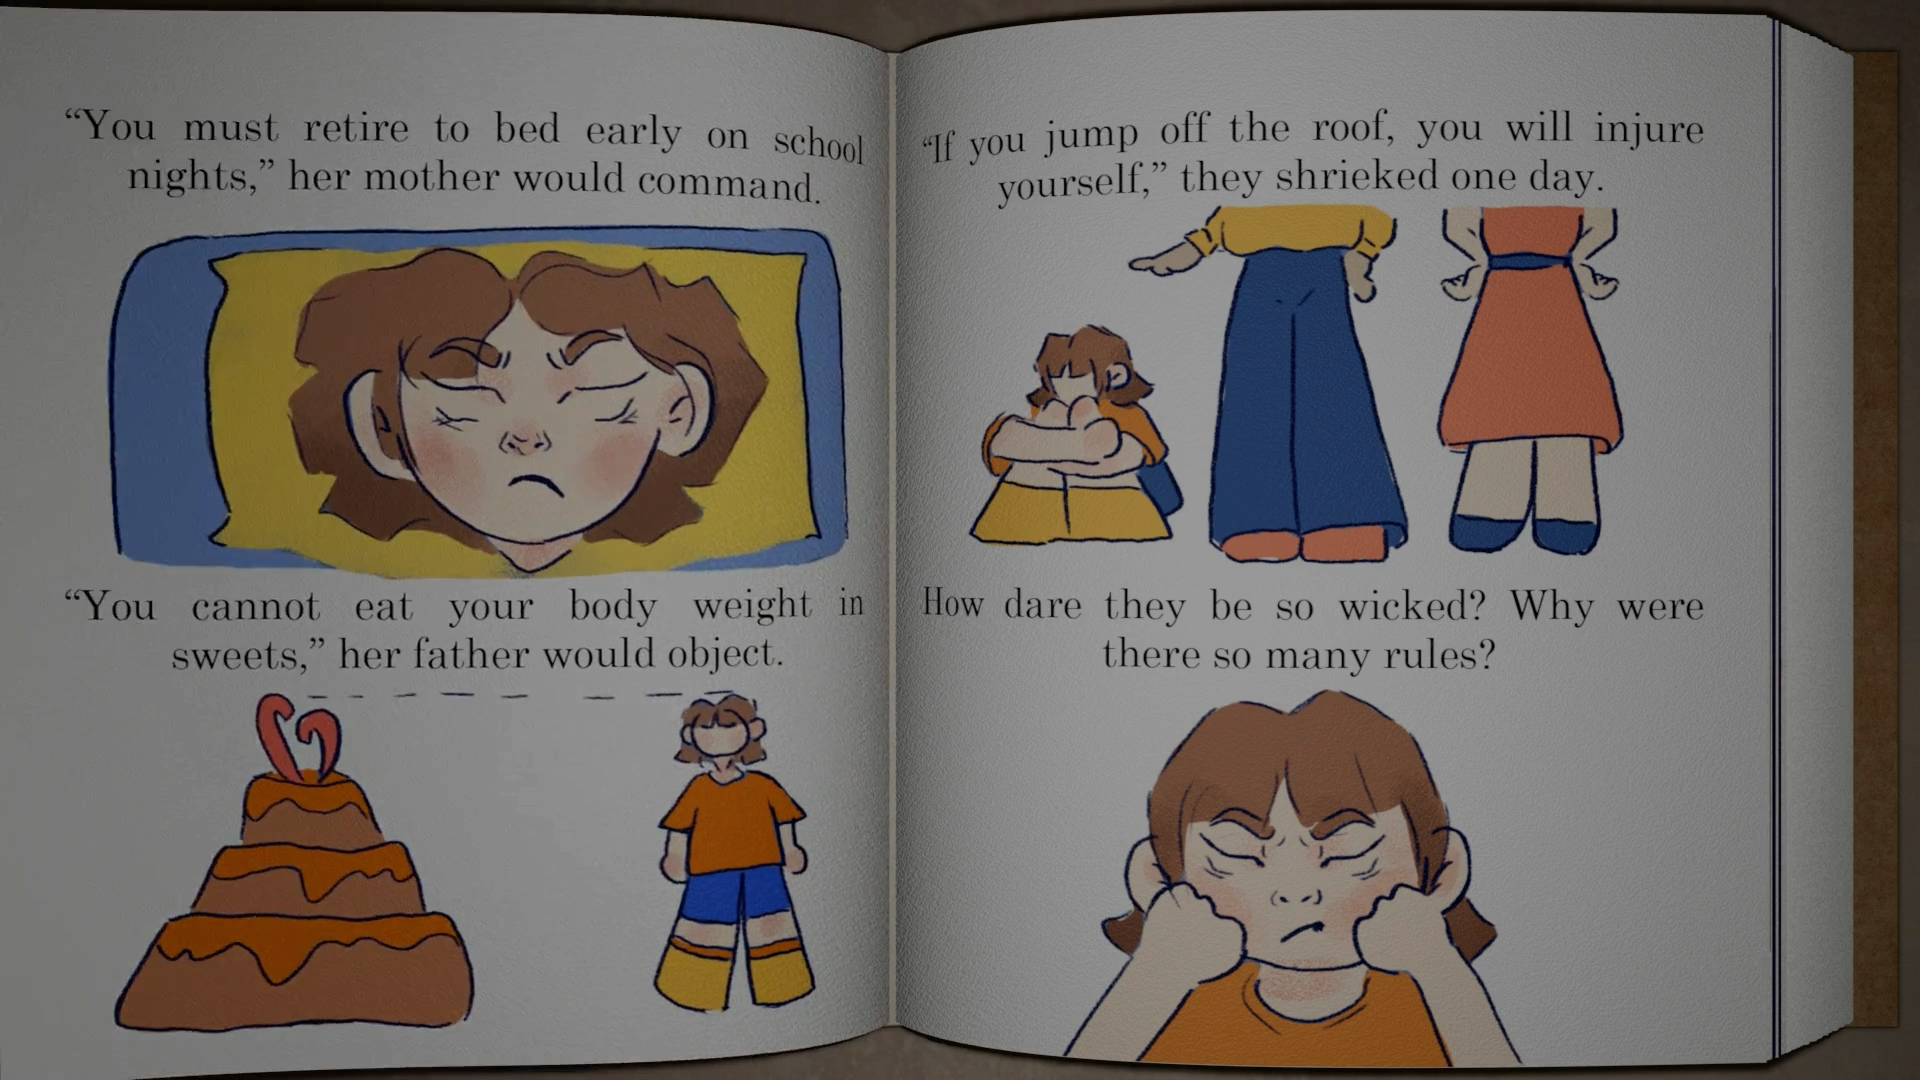 “You must retire to bed early on school
nights,” her mother would command.
“You cannot eat your body weight in
sweets,” her father would object.
“If you jump off the roof, you will injure
yourself,” they shrieked one day.
How dare they be so wicked? Why were
there so many rules?